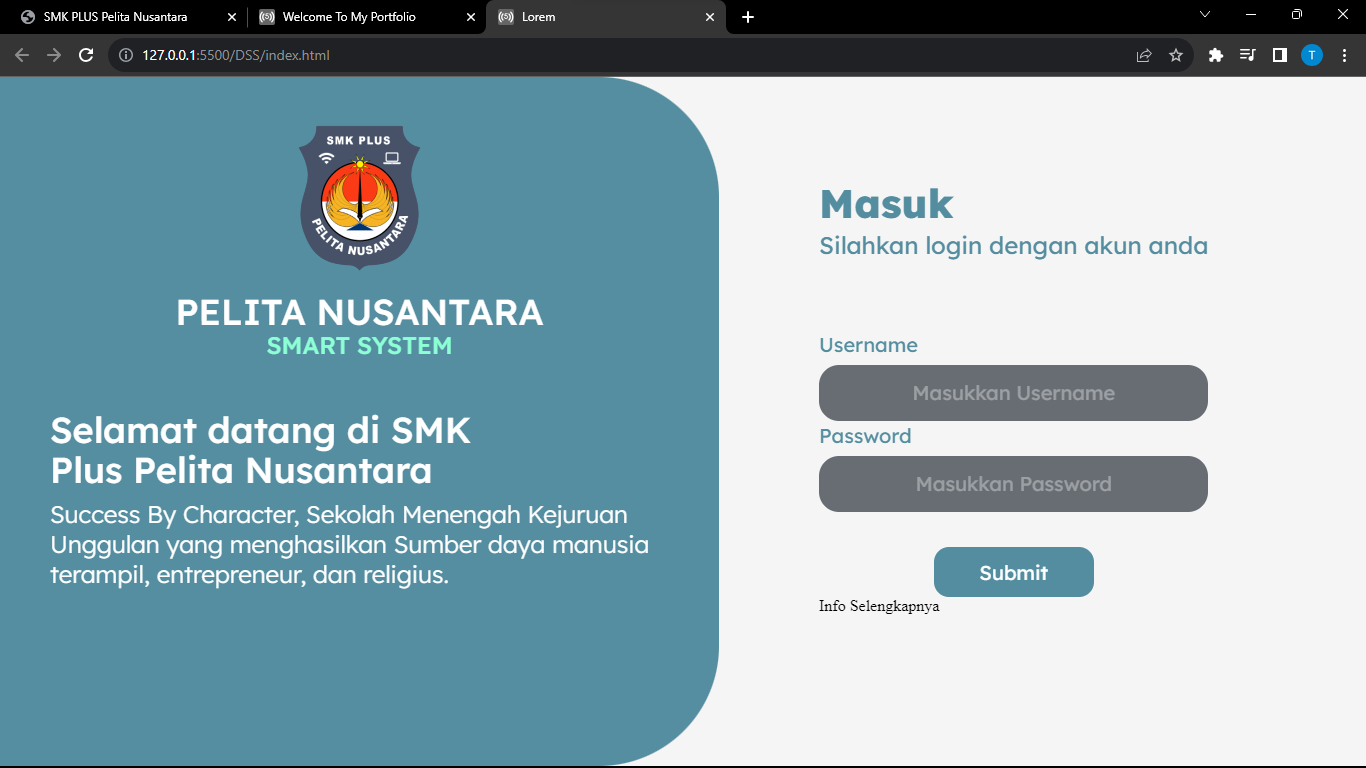 SMK PLUS Pelita Nusantara
Welcome To My Portfolio
Lorem
127.0.0.1:5500/DSS/index.html
T
SMK PLUS
PELITA NUSANTARA
PELITA NUSANTARA
SMART SYSTEM
Selamat datang di SMK
Plus Pelita Nusantara
Success By Character, Sekolah Menengah Kejuruan
Unggulan yang menghasilkan Sumber daya manusia
terampil, entrepreneur, dan religius.
Masuk
Silahkan login dengan akun anda
Username
Masukkan Username
Password
Masukkan Password
Submit
Info Selengkapnya